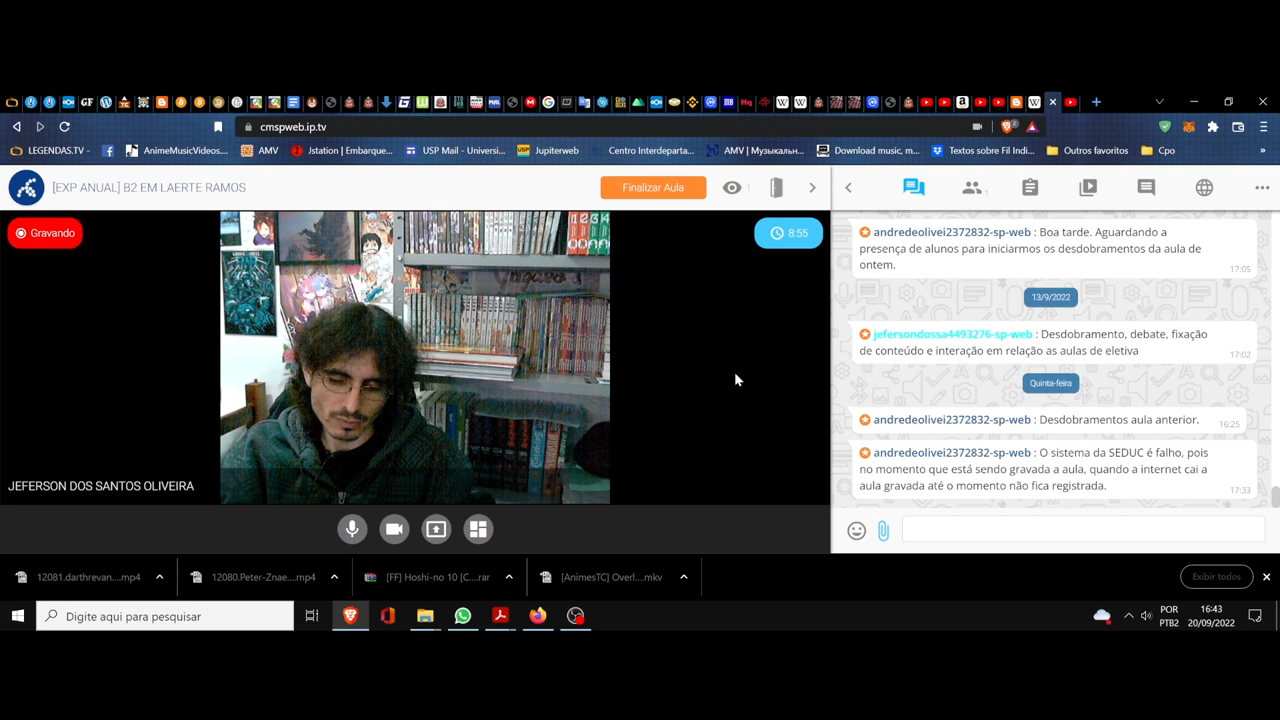 cmspweb.ip.tv
2
LEGENDAS.TV -
AnimeMusicVideos...
AMV
Jstation | Embarque...
USP Mail - Universi...
Jupiterweb
Centro Interdeparta...
AMV | Музыкальн...
Download music, m...
Textos sobre Fil Indi...
Outros favoritos
Cpo
»
[EXP ANUAL] B2 EM LAERTE RAMOS
Finalizar Aula
1
1
Gravando
8:55
JEFERSON DOS SANTOS OLIVEIRA
andredeolivei2372832-sp-web : Boa tarde. Aguardando a
presença de alunos para iniciarmos os desdobramentos da aula de
ontem.
17:05
13/9/2022
jefersondossa4493276-sp-web : Desdobramento, debate, fixação
de conteúdo e interação em relação as aulas de eletiva
17:02
Quinta-feira
andredeolivei2372832-sp-web : Desdobramentos aula anterior.
16:25
andredeolivei2372832-sp-web : O sistema da SEDUC é falho, pois
no momento que está sendo gravada a aula, quando a internet cai a
aula gravada até o momento não fica registrada.
17:33
12081.darthrevan....mp4
12080.Peter-Znae....mp4
[FF] Hoshi-no 10 [C....rar
[AnimesTC] Overl....mkv
Exibir todos
Digite aqui para pesquisar
POR
PTB2
16:43
20/09/2022